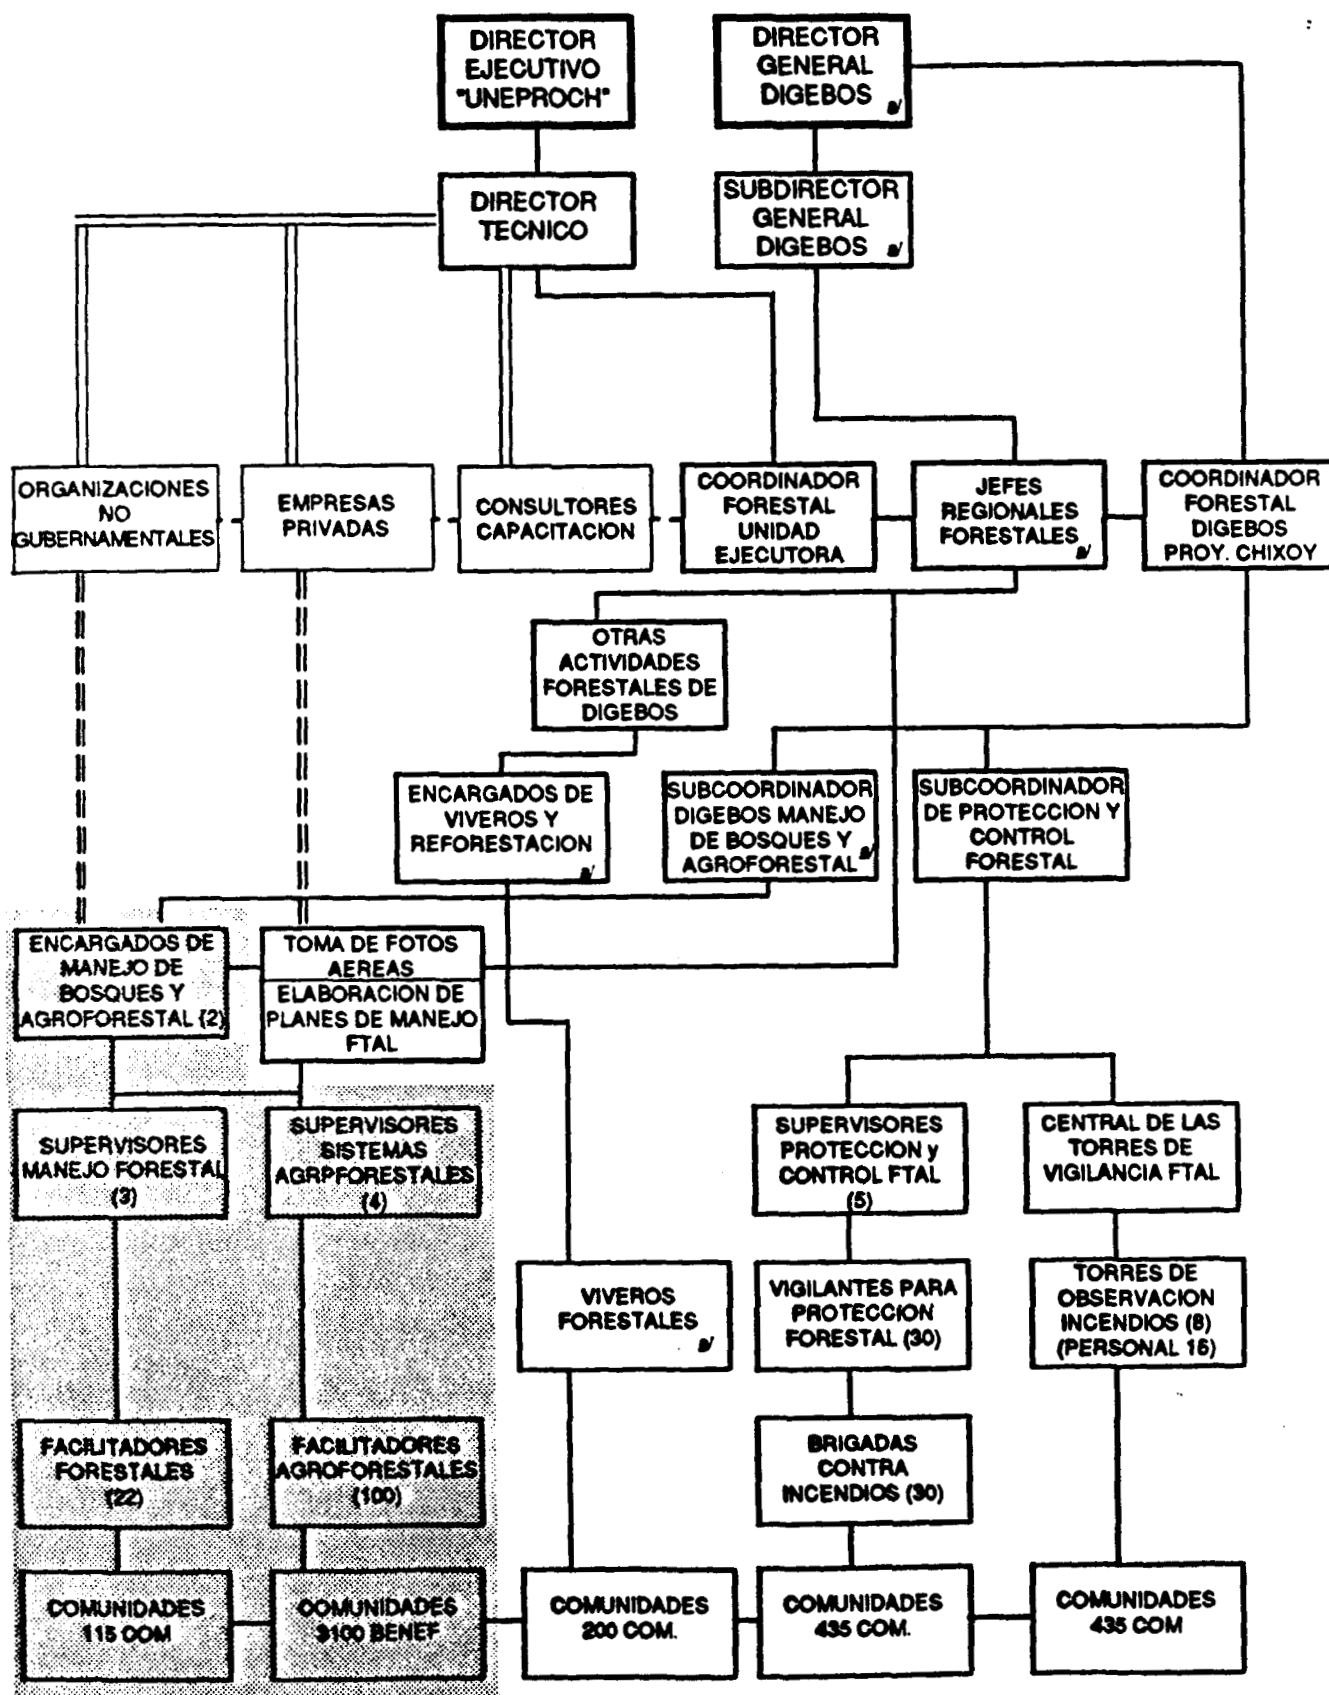 DIRECTOR
EJECUTIVO
"UNEPROCH"
DIRECTOR
GENERAL
DIGEBOS a/
DIRECTOR
TECNICO
SUBDIRECTOR
GENERAL
DIGEBOS a/
ORGANIZACIONES
NO
GUBERNAMENTALES
EMPRESAS
PRIVADAS
CONSULTORES
CAPACITACION
COORDINADOR
FORESTAL
UNIDAD
EJECUTORA
JEFES
REGIONALES
FORESTALES a/
COORDINADOR
FORESTAL
DIGEBOS
PROY. CHIXOY
OTRAS
ACTIVIDADES
FORESTALES DE
DIGEBOS
ENCARGADOS DE
VIVEROS Y
REFORESTACION
a/
SUBCOORDINADOR
DIGEBOS MANEJO
DE BOSQUES Y
AGROFORESTAL a/
SUBCOORDINADOR
DE PROTECCION Y
CONTROL
FORESTAL
ENCARGADOS DE
MANEJO DE
BOSQUES Y
AGROFORESTAL (2)
TOMA DE FOTOS
AEREAS
ELABORACION DE
PLANES DE MANEJO
FTAL
SUPERVISORES
MANEJO FORESTAL
(3)
SUPERVISORES
SISTEMAS
AGRPFORESTALES
(4)
SUPERVISORES
PROTECCION y
CONTROL FTAL
(5)
CENTRAL DE LAS
TORRES DE
VIGILANCIA FTAL
VIVEROS
FORESTALES
a/
VIGILANTES PARA
PROTECCION
FORESTAL (30)
TORRES DE
OBSERVACION
INCENDIOS (8)
(PERSONAL 16)
FACILITADORES
FORESTALES
(22)
FACILITADORES
AGROFORESTALES
(100)
BRIGADAS
CONTRA
INCENDIOS (30)
COMUNIDADES
115 COM
COMUNIDADES
3100 BENEF
COMUNIDADES
200 COM.
COMUNIDADES
435 COM.
COMUNIDADES
435 COM